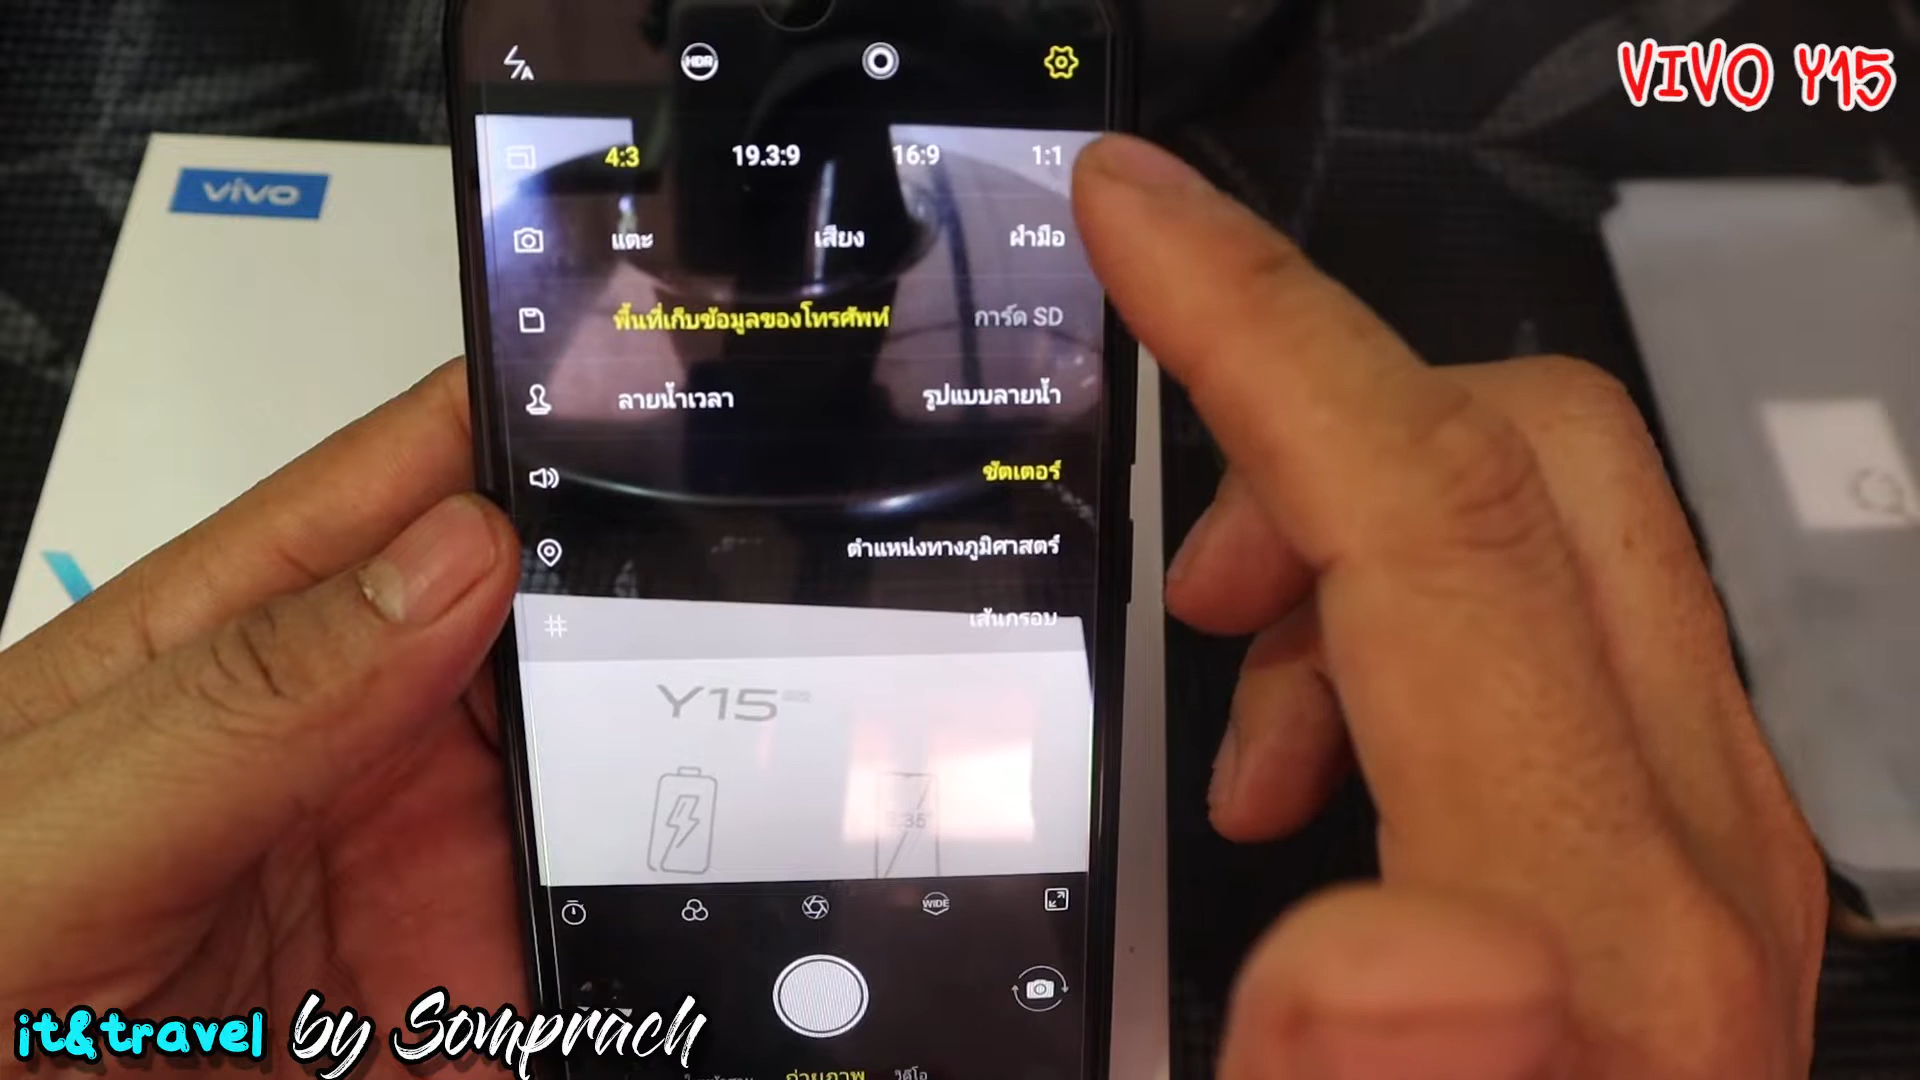 VIVO Y15
vivo
HDR
4:3 19.3:9 16:9 1:1
แตะ เสียง ฝ่ามือ
พื้นที่เก็บข้อมูลของโทรศัพท์ การ์ด SD
ลายน้ำเวลา รูปแบบลายน้ำ
ชัตเตอร์
ตำแหน่งทางภูมิศาสตร์
เส้นกรอบ
Y15
WIDE
it&travel by Somprach
ถ่ายภาพ วิดีโอ